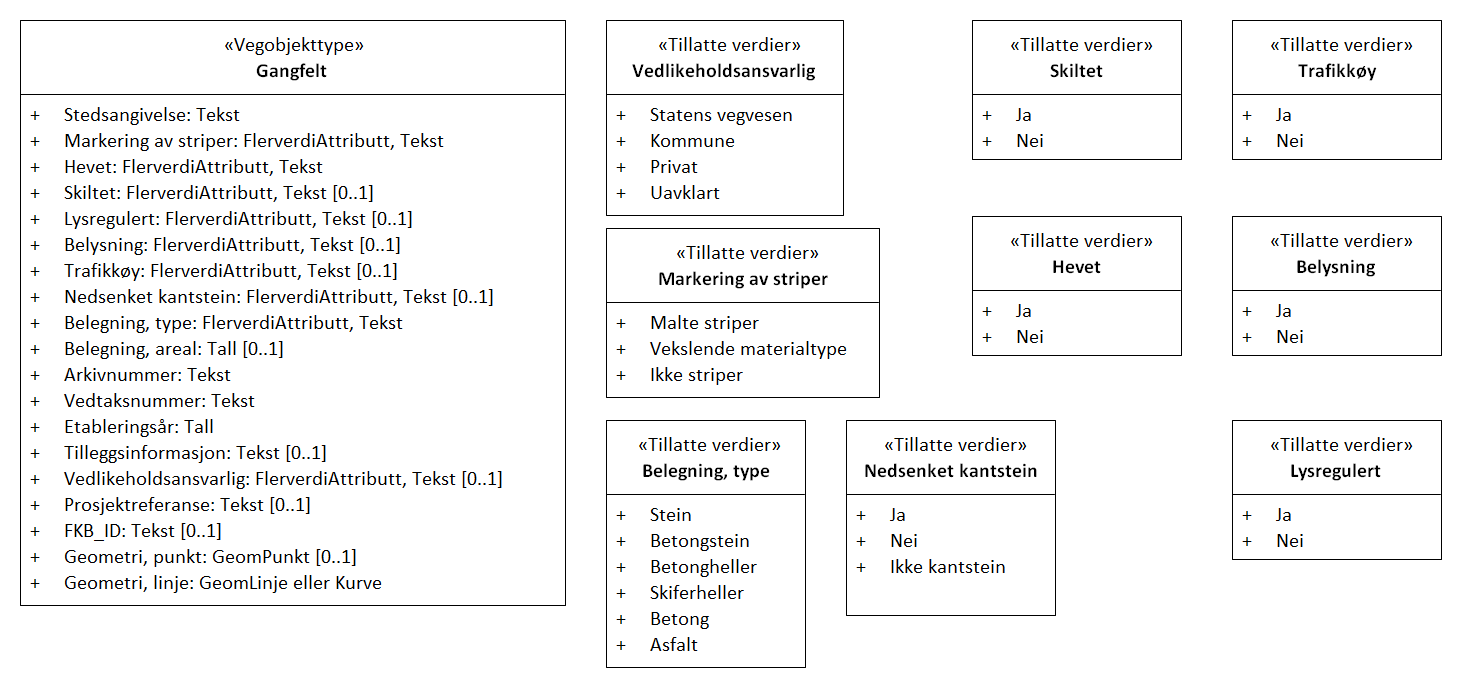 «Vegobjekttype»
Gangfelt
+ Stedsangivelse: Tekst
+ Markering av striper: FlerverdiAttributt, Tekst
+ Hevet: FlerverdiAttributt, Tekst
+ Skiltet: FlerverdiAttributt, Tekst [0..1]
+ Lysregulert: FlerverdiAttributt, Tekst [0..1]
+ Belysning: FlerverdiAttributt, Tekst [0..1]
+ Trafikkøy: FlerverdiAttributt, Tekst [0..1]
+ Nedsenket kantstein: FlerverdiAttributt, Tekst [0..1]
+ Belegning, type: FlerverdiAttributt, Tekst
+ Belegning, areal: Tall [0..1]
+ Arkivnummer: Tekst
+ Vedtaksnummer: Tekst
+ Etableringsår: Tall
+ Tilleggsinformasjon: Tekst [0..1]
+ Vedlikeholdsansvarlig: FlerverdiAttributt, Tekst [0..1]
+ Prosjektreferanse: Tekst [0..1]
+ FKB_ID: Tekst [0..1]
+ Geometri, punkt: GeomPunkt [0..1]
+ Geometri, linje: GeomLinje eller Kurve
«Tillatte verdier»
Vedlikeholdsansvarlig
+ Statens vegvesen
+ Kommune
+ Privat
+ Uavklart
«Tillatte verdier»
Skiltet
+ Ja
+ Nei
«Tillatte verdier»
Trafikkøy
+ Ja
+ Nei
«Tillatte verdier»
Markering av striper
+ Malte striper
+ Vekslende materialtype
+ Ikke striper
«Tillatte verdier»
Hevet
+ Ja
+ Nei
«Tillatte verdier»
Belysning
+ Ja
+ Nei
«Tillatte verdier»
Belegning, type
+ Stein
+ Betongstein
+ Betongheller
+ Skiferheller
+ Betong
+ Asfalt
«Tillatte verdier»
Nedsenket kantstein
+ Ja
+ Nei
+ Ikke kantstein
«Tillatte verdier»
Lysregulert
+ Ja
+ Nei